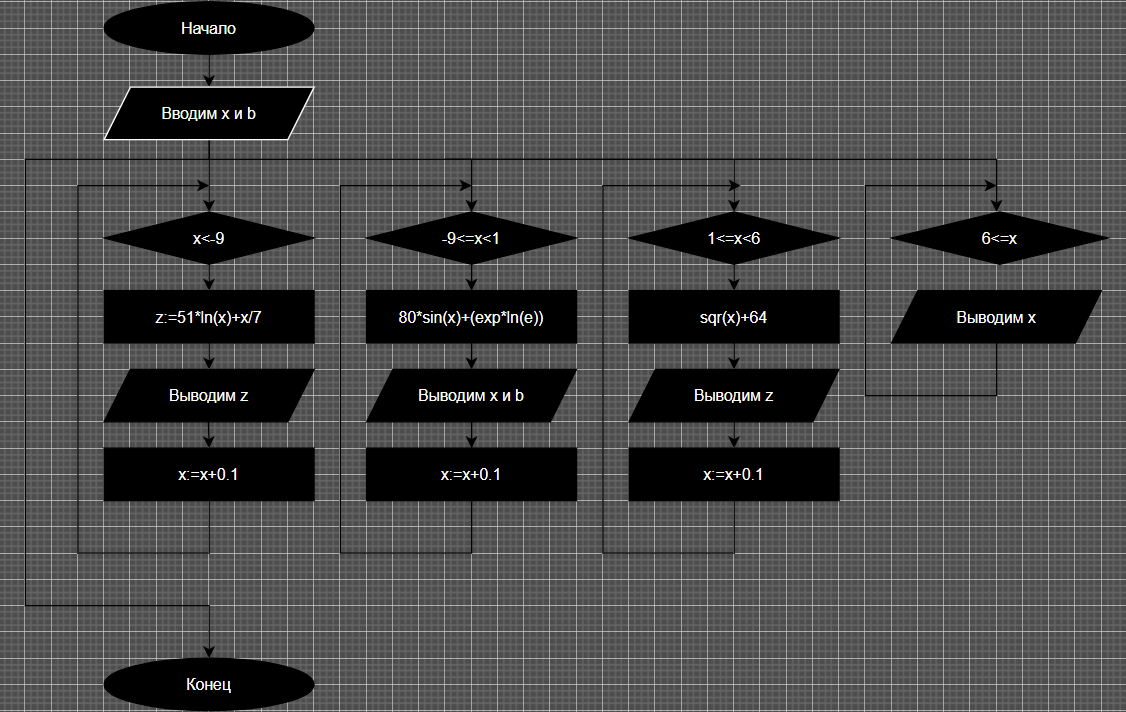 Начало
Вводим x и b
x<-9
-9<=x<1
1<=x<6
6<=x
z:=51*ln(x)+x/7
80*sin(x)+(exp*ln(e))
sqr(x)+64
Выводим x
Выводим z
Выводим x и b
Выводим z
x:=x+0.1
x:=x+0.1
x:=x+0.1
Конец